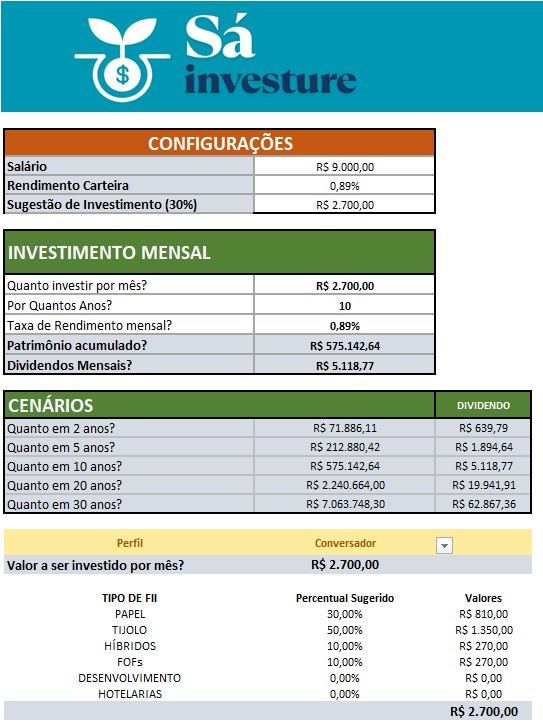 Sá
investure
$
CONFIGURAÇÕES
Salário R$ 9.000,00
Rendimento Carteira 0,89%
Sugestão de Investimento (30%) R$ 2.700,00
INVESTIMENTO MENSAL
Quanto investir por mês? R$ 2.700,00
Por Quantos Anos? 10
Taxa de Rendimento mensal? 0,89%
Patrimônio acumulado? R$ 575.142,64
Dividendos Mensais? R$ 5.118,77
CENÁRIOS DIVIDENDO
Quanto em 2 anos? R$ 71.886,11 R$ 639,79
Quanto em 5 anos? R$ 212.880,42 R$ 1.894,64
Quanto em 10 anos? R$ 575.142,64 R$ 5.118,77
Quanto em 20 anos? R$ 2.240.664,00 R$ 19.941,91
Quanto em 30 anos? R$ 7.063.748,30 R$ 62.867,36
Perfil Conversador
Valor a ser investido por mês? R$ 2.700,00
TIPO DE FII Percentual Sugerido Valores
PAPEL 30,00% R$ 810,00
TIJOLO 50,00% R$ 1.350,00
HÍBRIDOS 10,00% R$ 270,00
FOFs 10,00% R$ 270,00
DESENVOLVIMENTO 0,00% R$ 0,00
HOTELARIAS 0,00% R$ 0,00
R$ 2.700,00